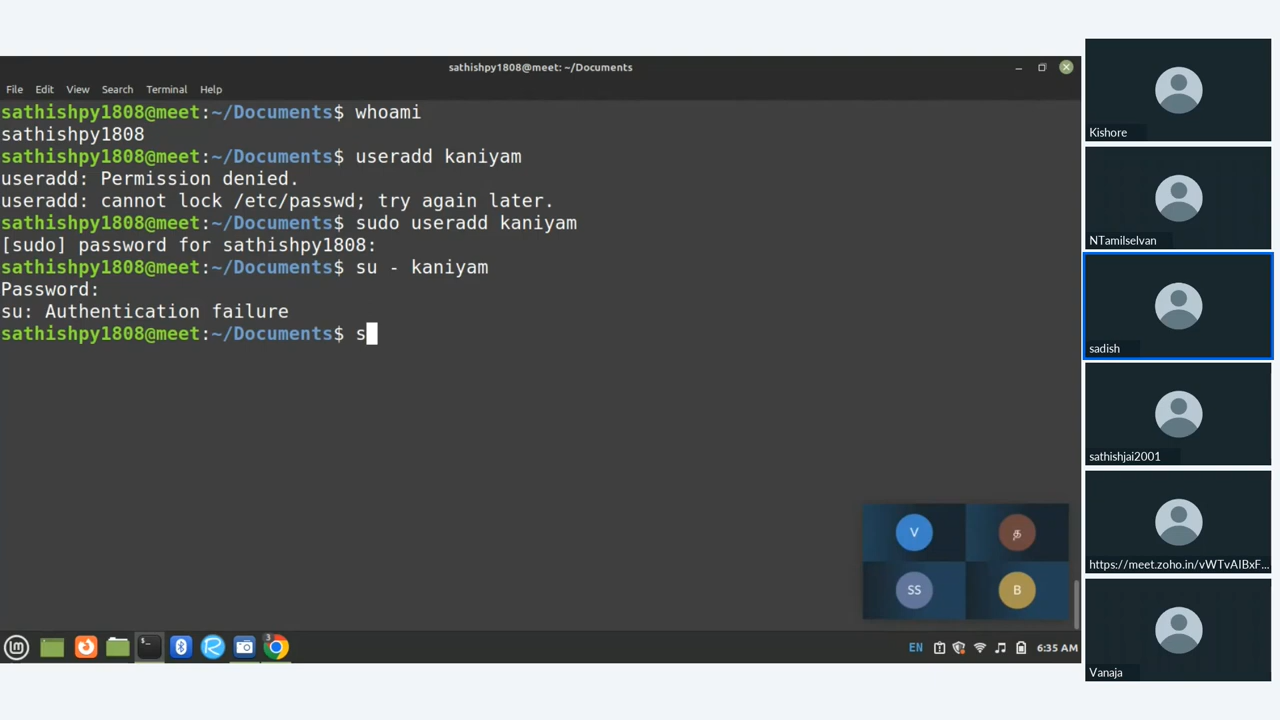 sathishpy1808@meet: ~/Documents
File Edit View Search Terminal Help
sathishpy1808@meet:~/Documents$ whoami
sathishpy1808
sathishpy1808@meet:~/Documents$ useradd kaniyam
useradd: Permission denied.
useradd: cannot lock /etc/passwd; try again later.
sathishpy1808@meet:~/Documents$ sudo useradd kaniyam
[sudo] password for sathishpy1808:
sathishpy1808@meet:~/Documents$ su - kaniyam
Password:
su: Authentication failure
sathishpy1808@meet:~/Documents$ s
V
த
SS
B
3
EN
6:35 AM
Kishore
NTamilselvan
sadish
sathishjai2001
https://meet.zoho.in/vWTvAIBxF...
Vanaja